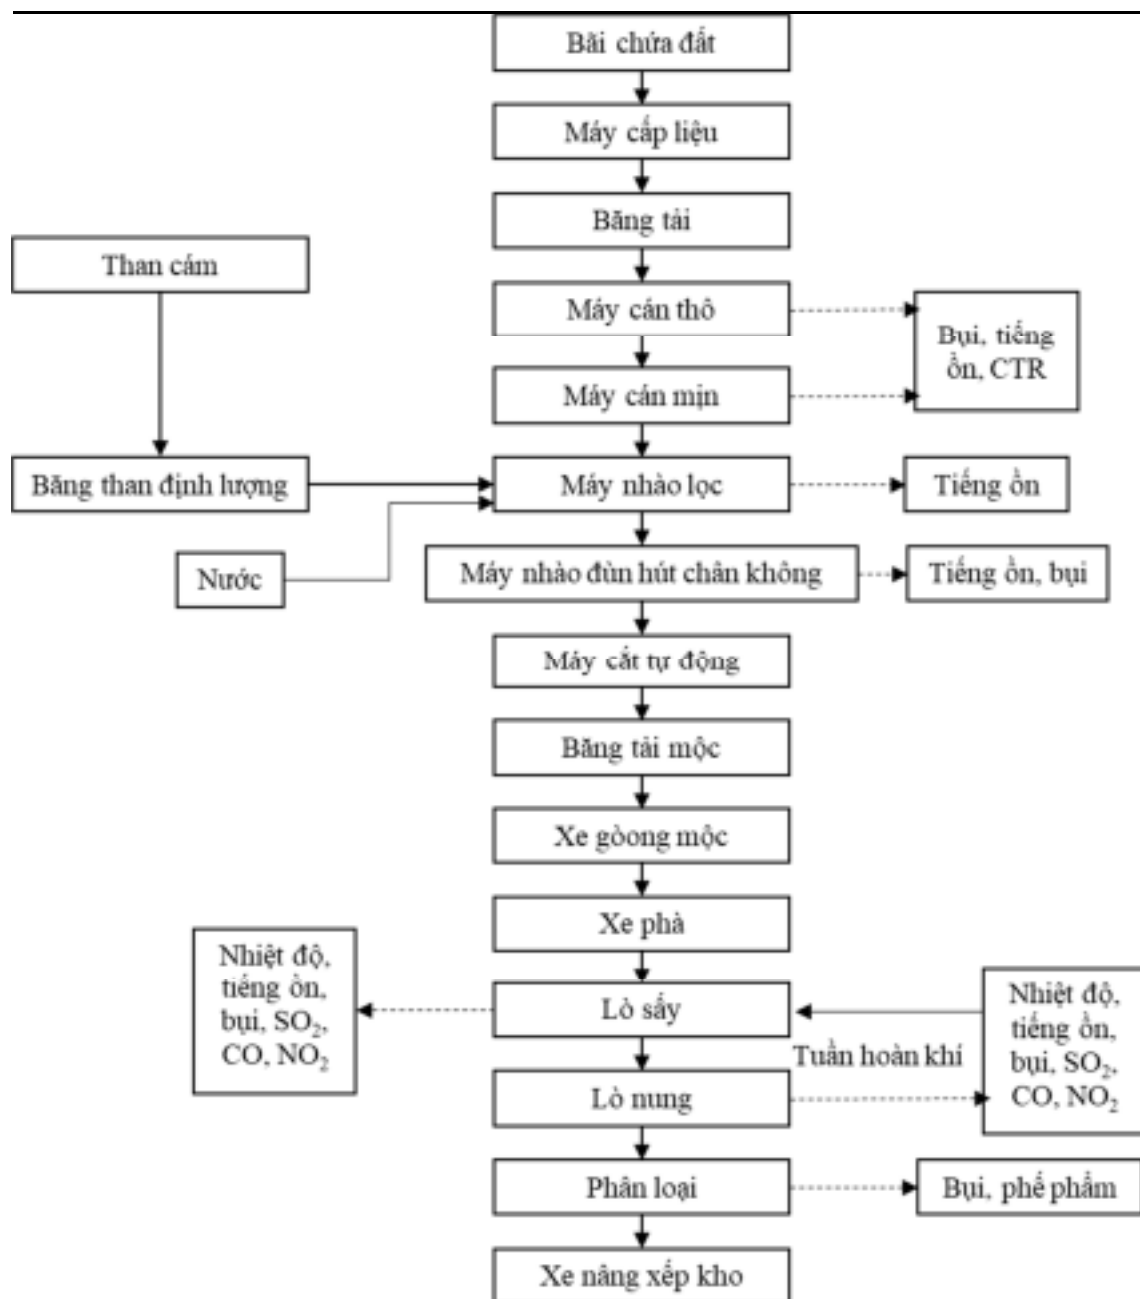 Bãi chứa đất
Máy cấp liệu
Băng tải
Than cám
Máy cán thô
Bụi, tiếng
ồn, CTR
Máy cán mịn
Băng than định lượng
Máy nhào lọc
Tiếng ồn
Nước
Máy nhào đùn hút chân không
Tiếng ồn, bụi
Máy cắt tự động
Băng tải mộc
Xe gòong mộc
Xe phà
Nhiệt độ,
tiếng ồn,
bụi, SO₂,
CO, NO₂
Lò sấy
Nhiệt độ,
tiếng ồn,
bụi, SO₂,
CO, NO₂
Tuần hoàn khí
Lò nung
Phân loại
Bụi, phế phẩm
Xe nâng xếp kho